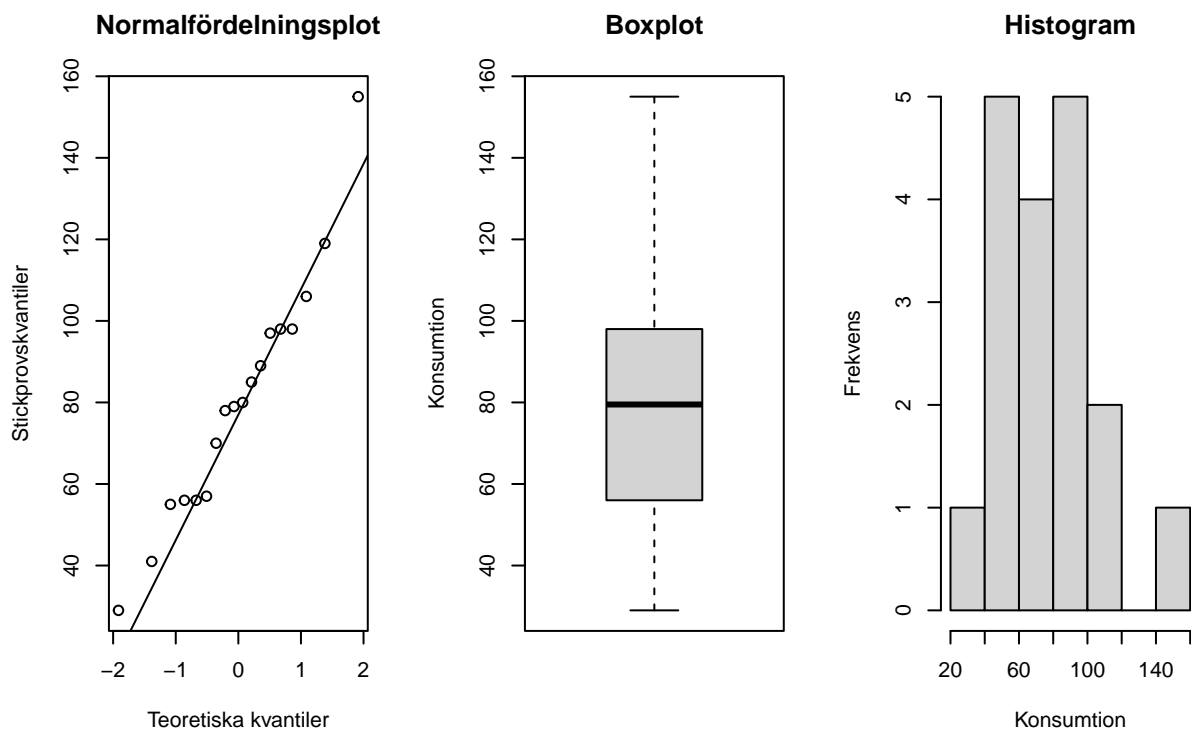 Normalfördelningsplot
Stickprovskvantiler
40 60 80 100 120 140 160
−2 −1 0 1 2
Teoretiska kvantiler
Boxplot
Konsumtion
40 60 80 100 120 140 160
Histogram
Frekvens
0 1 2 3 4 5
20 60 100 140
Konsumtion